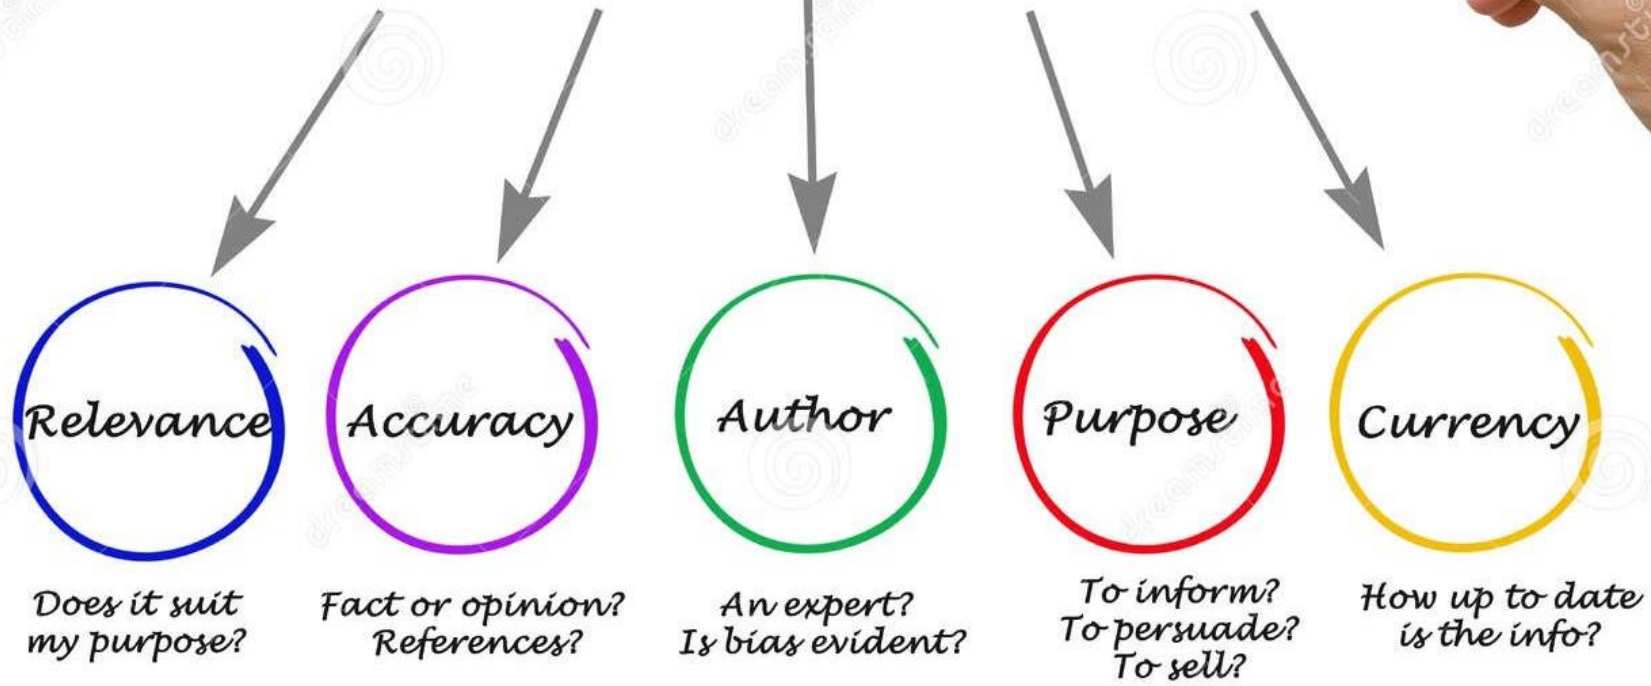 Relevance
Does it suit
my purpose?
Accuracy
Fact or opinion?
References?
Author
An expert?
Is bias evident?
Purpose
To inform?
To persuade?
To sell?
Currency
How up to date
is the info?
dreamstime